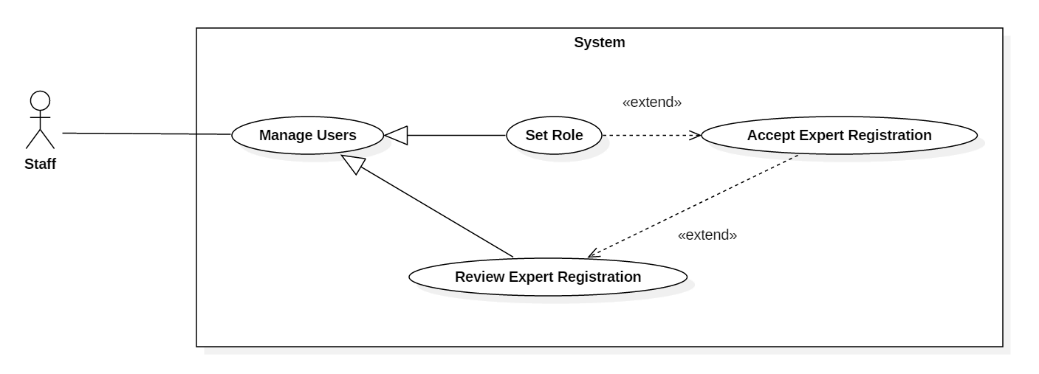 System
«extend»
Manage Users
Set Role
Accept Expert Registration
Staff
«extend»
Review Expert Registration